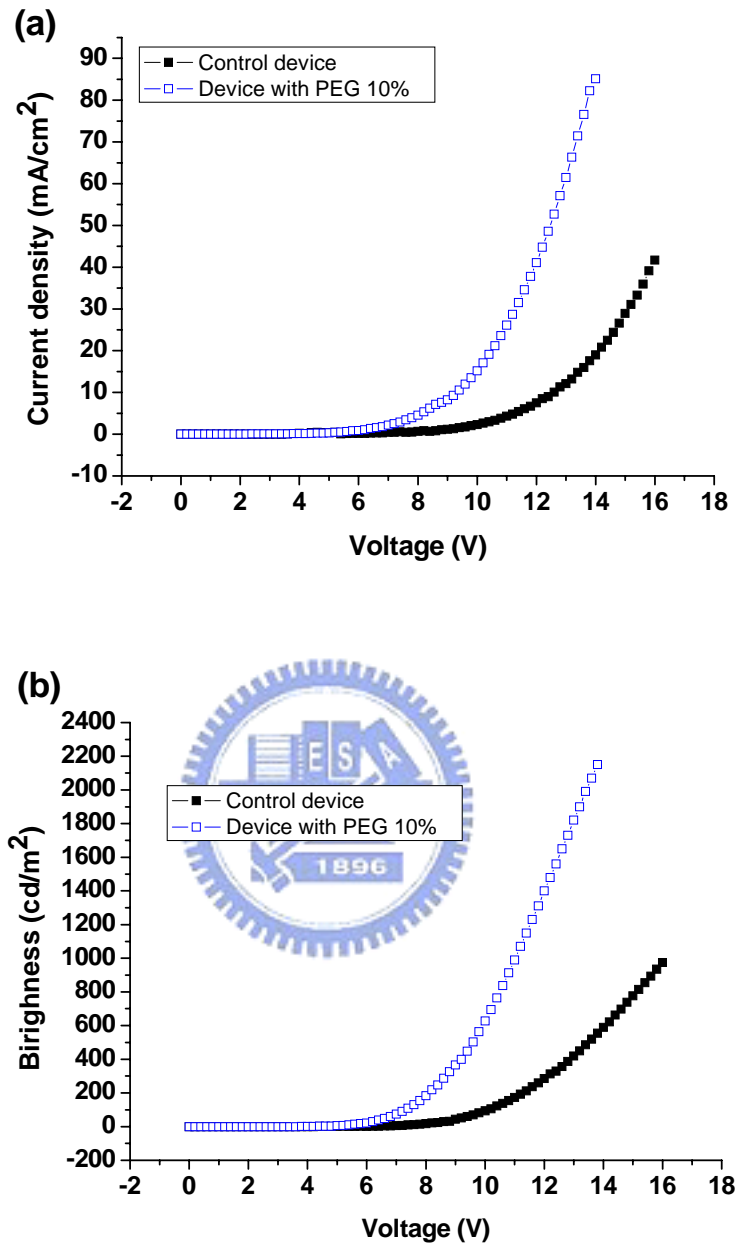 (a)
Control device
Device with PEG 10%
Current density (mA/cm²)
90
80
70
60
50
40
30
20
10
0
-10
-2 0 2 4 6 8 10 12 14 16 18
Voltage (V)
(b)
Control device
Device with PEG 10%
E S A
1896
Birighness (cd/m²)
2400
2200
2000
1800
1600
1400
1200
1000
800
600
400
200
0
-200
-2 0 2 4 6 8 10 12 14 16 18
Voltage (V)